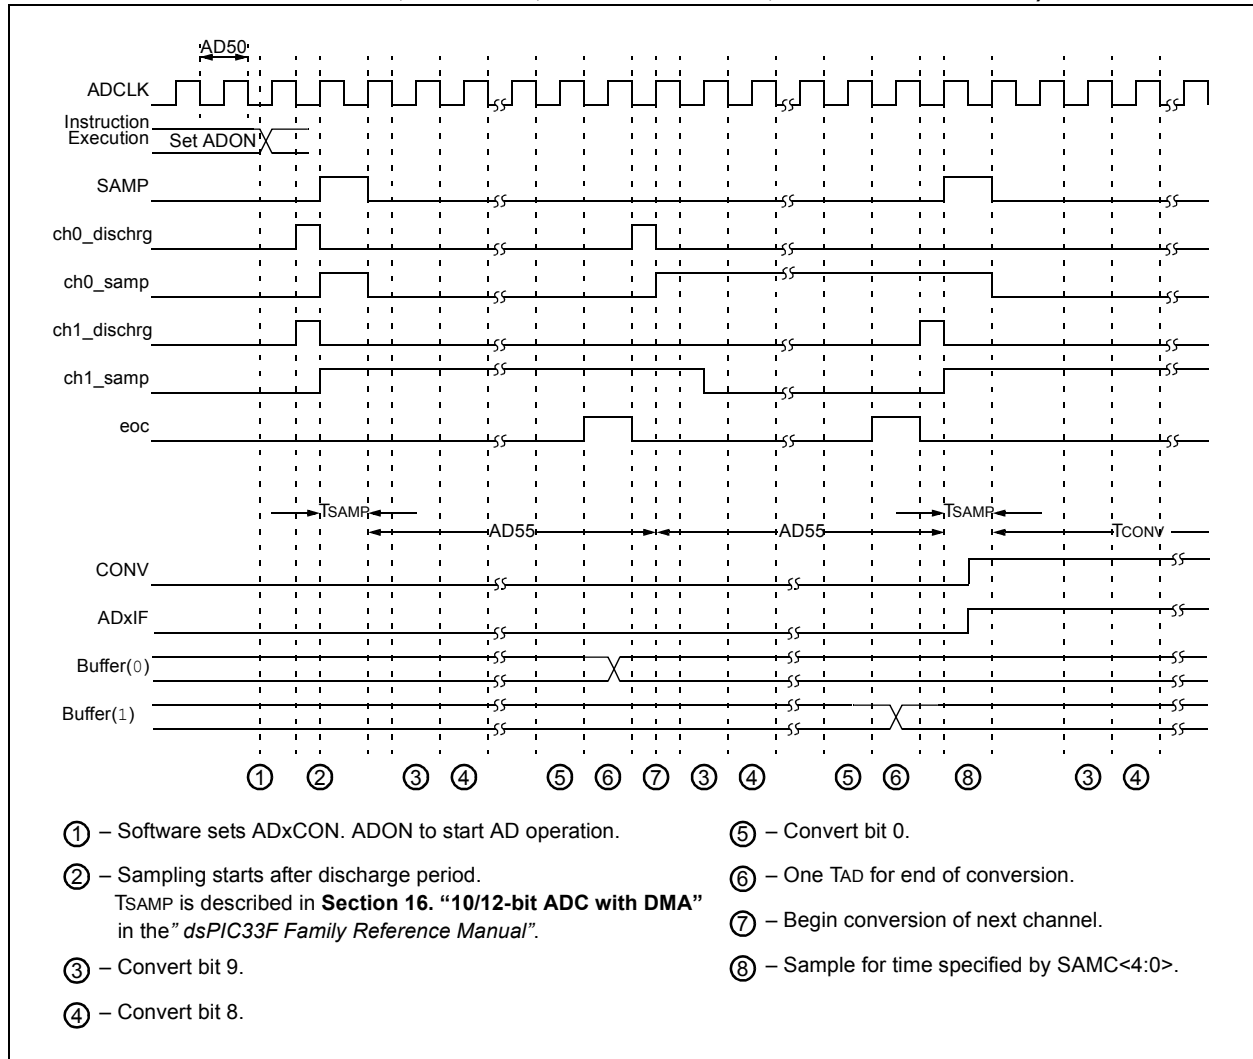 AD50
ADCLK
Instruction
Execution
Set ADON
SAMP
ch0_dischrg
ch0_samp
ch1_dischrg
ch1_samp
eoc
TSAMP
TSAMP
AD55
AD55
TCONV
CONV
ADxIF
Buffer(0)
Buffer(1)
1 2 3 4 5 6 7 3 4 5 6 8 3 4
1 – Software sets ADxCON. ADON to start AD operation.
2 – Sampling starts after discharge period.
TSAMP is described in Section 16. “10/12-bit ADC with DMA”
in the” dsPIC33F Family Reference Manual”.
3 – Convert bit 9.
4 – Convert bit 8.
5 – Convert bit 0.
6 – One TAD for end of conversion.
7 – Begin conversion of next channel.
8 – Sample for time specified by SAMC<4:0>.